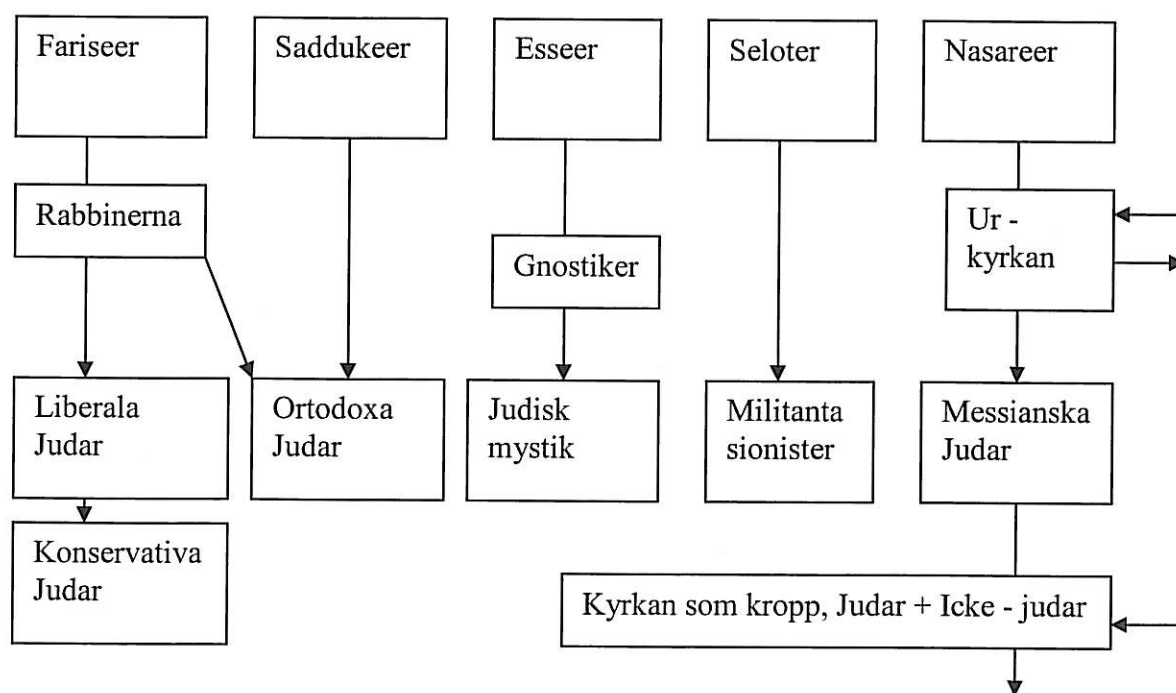 Fariseer
Saddukeer
Esseer
Seloter
Nasareer
Rabbinerna
Ur -
kyrkan
Gnostiker
Liberala
Judar
Ortodoxa
Judar
Judisk
mystik
Militanta
sionister
Messianska
Judar
Konservativa
Judar
Kyrkan som kropp, Judar + Icke - judar